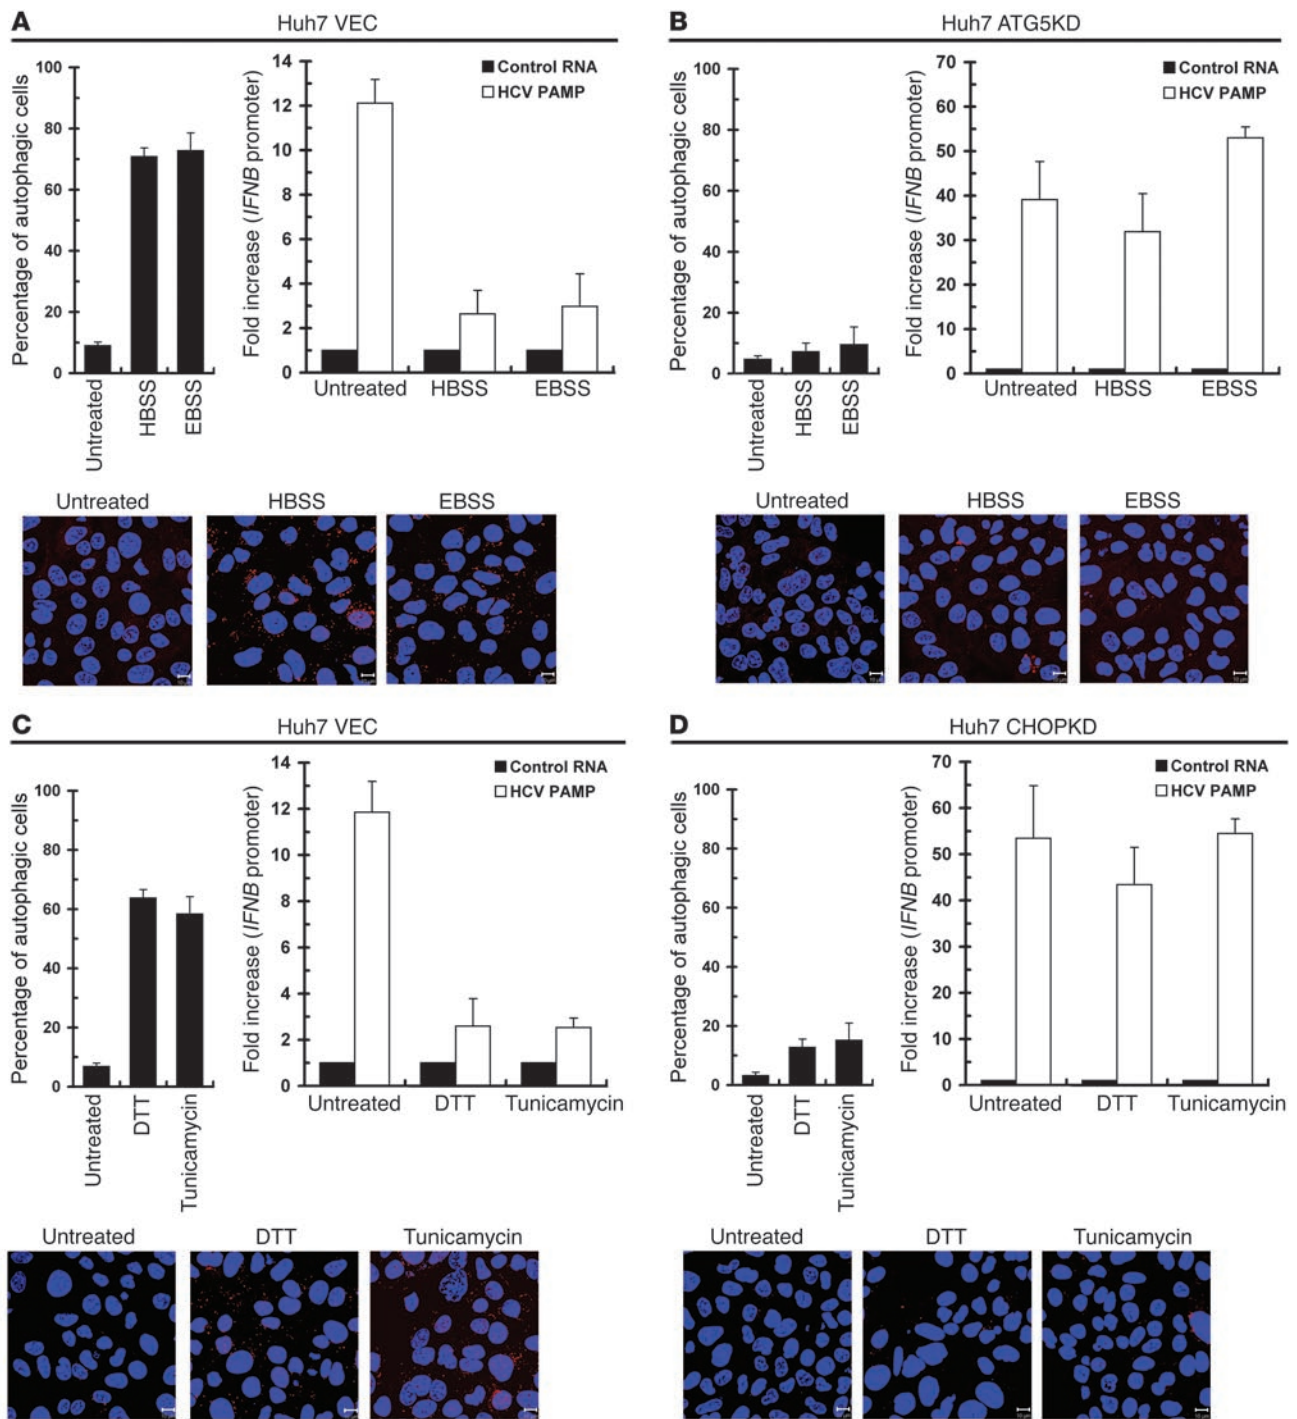 A
Huh7 VEC
Percentage of autophagic cells
100
80
60
40
20
0
Untreated
HBSS
EBSS
Fold increase (IFNB promoter)
14
12
10
8
6
4
2
0
Control RNA
HCV PAMP
Untreated
HBSS
EBSS
Untreated
HBSS
EBSS
B
Huh7 ATG5KD
Percentage of autophagic cells
100
80
60
40
20
0
Untreated
HBSS
EBSS
Fold increase (IFNB promoter)
70
60
50
40
30
20
10
0
Control RNA
HCV PAMP
Untreated
HBSS
EBSS
Untreated
HBSS
EBSS
C
Huh7 VEC
Percentage of autophagic cells
100
80
60
40
20
0
Untreated
DTT
Tunicamycin
Fold increase (IFNB promoter)
14
12
10
8
6
4
2
0
Control RNA
HCV PAMP
Untreated
DTT
Tunicamycin
Untreated
DTT
Tunicamycin
D
Huh7 CHOPKD
Percentage of autophagic cells
100
80
60
40
20
0
Untreated
DTT
Tunicamycin
Fold increase (IFNB promoter)
70
60
50
40
30
20
10
0
Control RNA
HCV PAMP
Untreated
DTT
Tunicamycin
Untreated
DTT
Tunicamycin